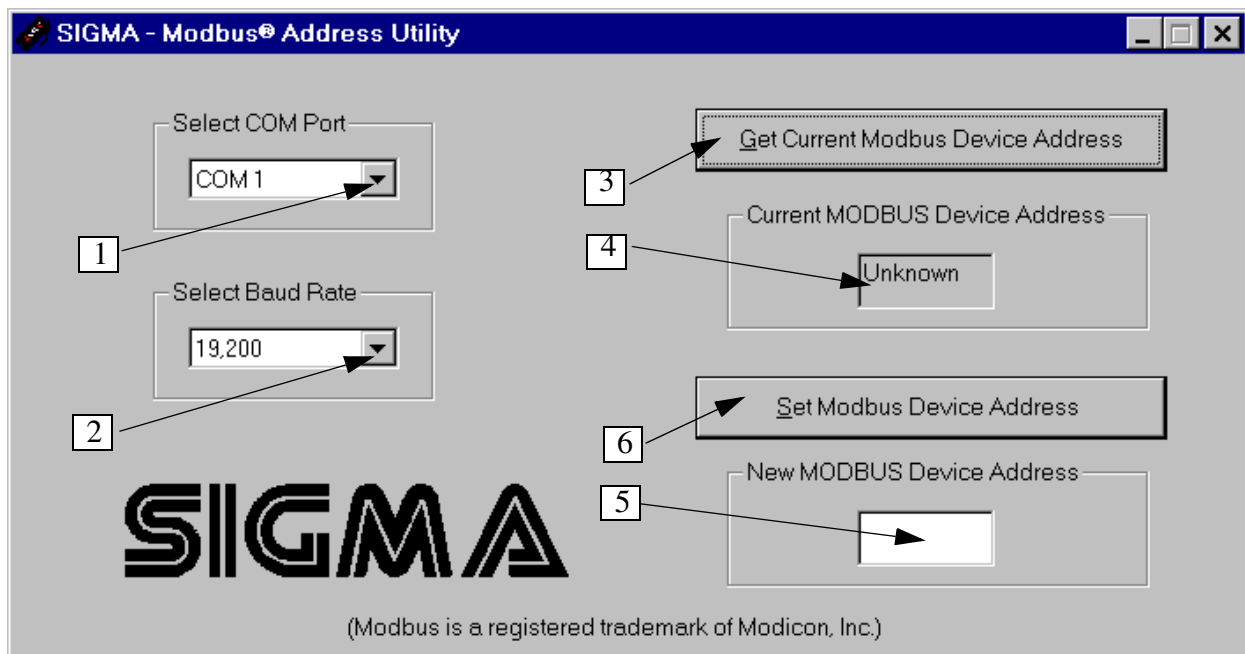 SIGMA - Modbus® Address Utility
Select COM Port
COM 1
1
Select Baud Rate
19,200
2
Get Current Modbus Device Address
3
Current MODBUS Device Address
4
Unknown
Set Modbus Device Address
6
New MODBUS Device Address
5
SIGMA
(Modbus is a registered trademark of Modicon, Inc.)